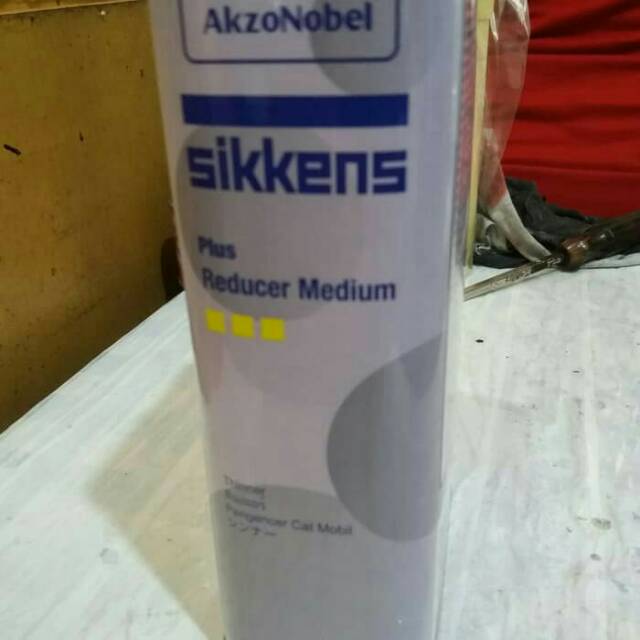 AkzoNobel
sikkens
Plus
Reducer Medium
Thinner
Pengencer Cat Mobil
シンナー